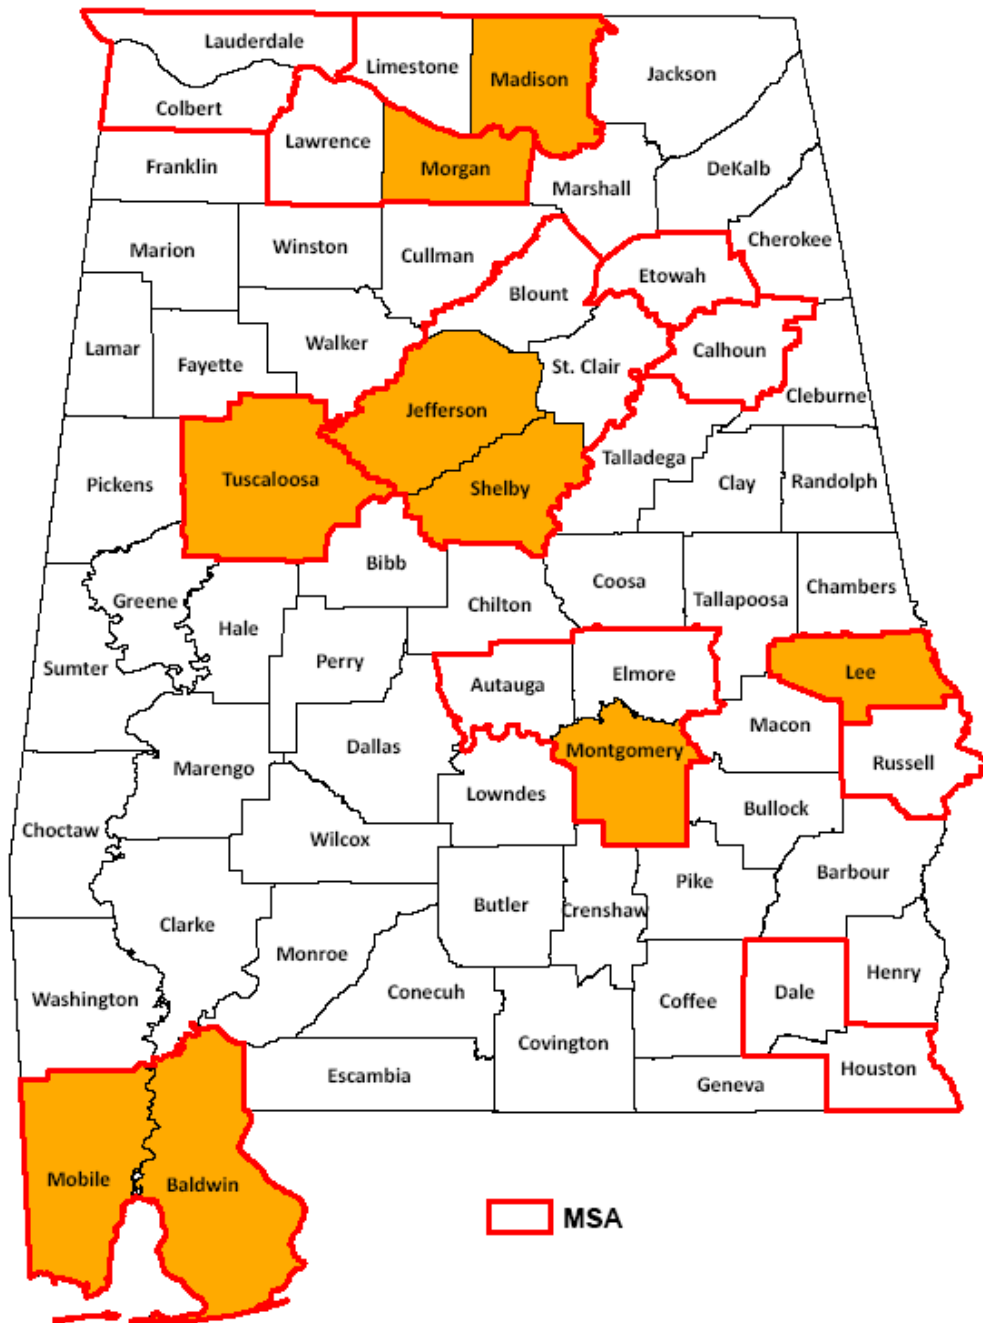 Lauderdale
Limestone
Madison
Jackson
Colbert
Lawrence
Franklin
Morgan
Marshall
DeKalb
Marion
Winston
Cullman
Cherokee
Blount
Etowah
Lamar
Fayette
Walker
St. Clair
Calhoun
Cleburne
Jefferson
Tuscaloosa
Pickens
Shelby
Talladega
Clay
Randolph
Bibb
Coosa
Chambers
Greene
Hale
Chilton
Tallapoosa
Sumter
Perry
Autauga
Elmore
Lee
Macon
Dallas
Montgomery
Russell
Marengo
Lowndes
Bullock
Choctaw
Wilcox
Pike
Barbour
Clarke
Butler
Crenshaw
Monroe
Washington
Conecuh
Coffee
Dale
Henry
Covington
Escambia
Geneva
Houston
Mobile
Baldwin
MSA